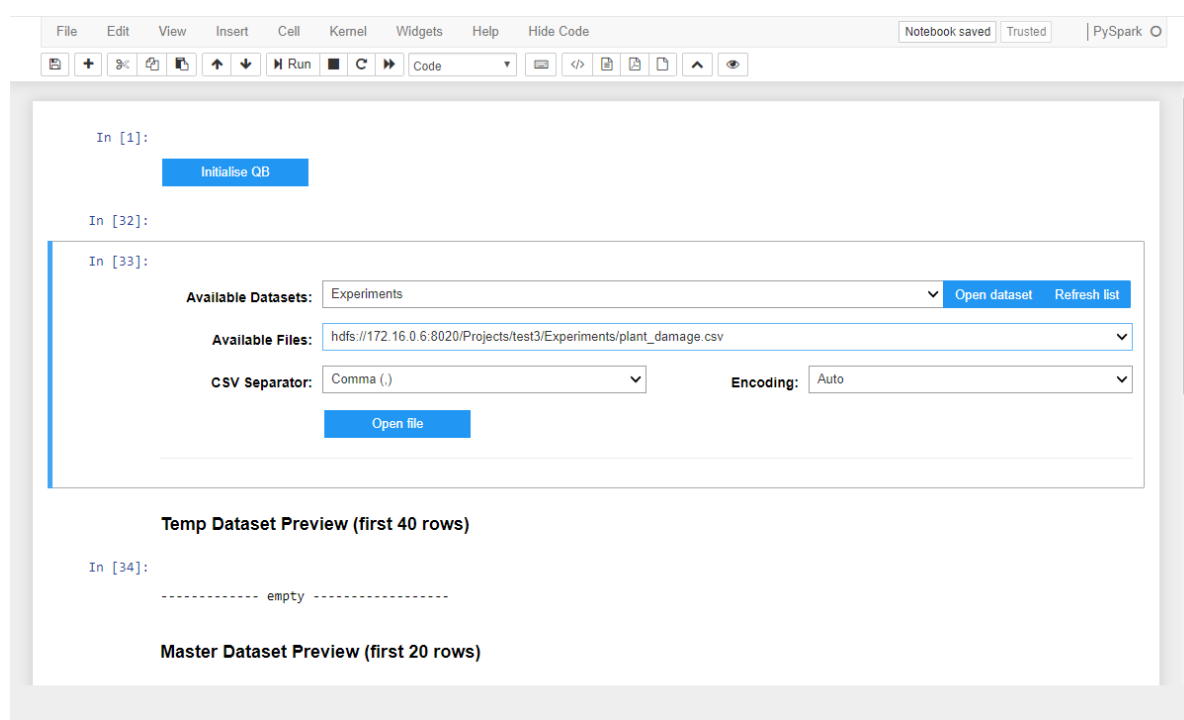 File Edit View Insert Cell Kernel Widgets Help Hide Code Notebook saved Trusted PySpark
Run Code
In [1]:
Initialise QB
In [32]:
In [33]:
Available Datasets: Experiments Open dataset Refresh list
Available Files: hdfs://172.16.0.6:8020/Projects/test3/Experiments/plant_damage.csv
CSV Separator: Comma (,) Encoding: Auto
Open file
Temp Dataset Preview (first 40 rows)
In [34]:
------------- empty ------------------
Master Dataset Preview (first 20 rows)